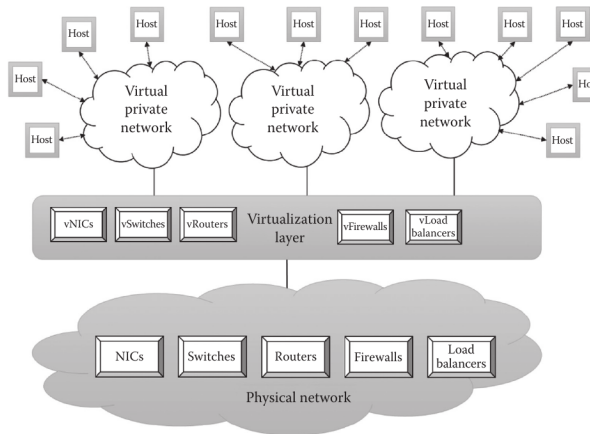 Host
Host
Host
Host
Host
Host
Host
Host
Host
Host
Host
Host
Virtual
private
network
Virtual
private
network
Virtual
private
network
vNICs
vSwitches
vRouters
Virtualization
layer
vFirewalls
vLoad
balancers
NICs
Switches
Routers
Firewalls
Load
balancers
Physical network